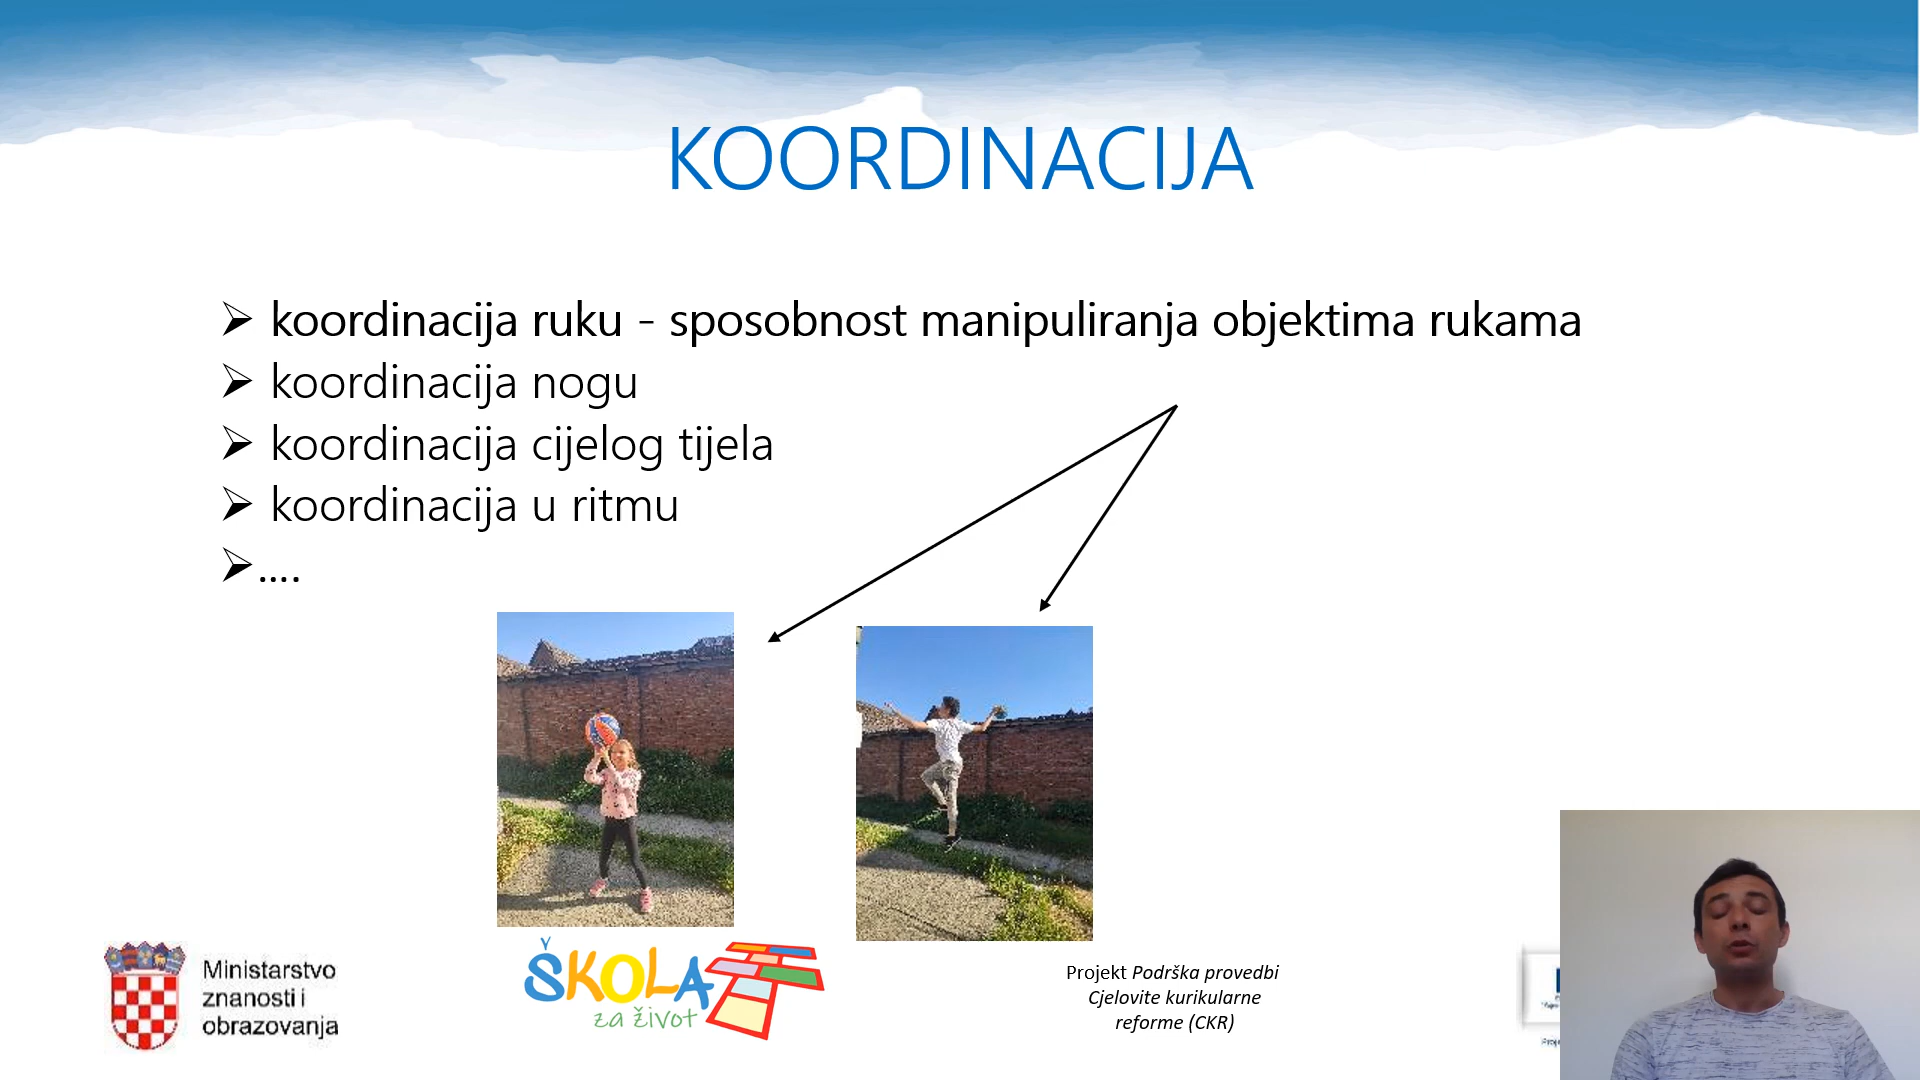 KOORDINACIJA
koordinacija ruku - sposobnost manipuliranja objektima rukama
koordinacija nogu
koordinacija cijelog tijela
koordinacija u ritmu
....
Ministarstvo
znanosti i
obrazovanja
ŠKOLA
za život
Projekt Podrška provedbi
Cjelovite kurikularne
reforme (CKR)